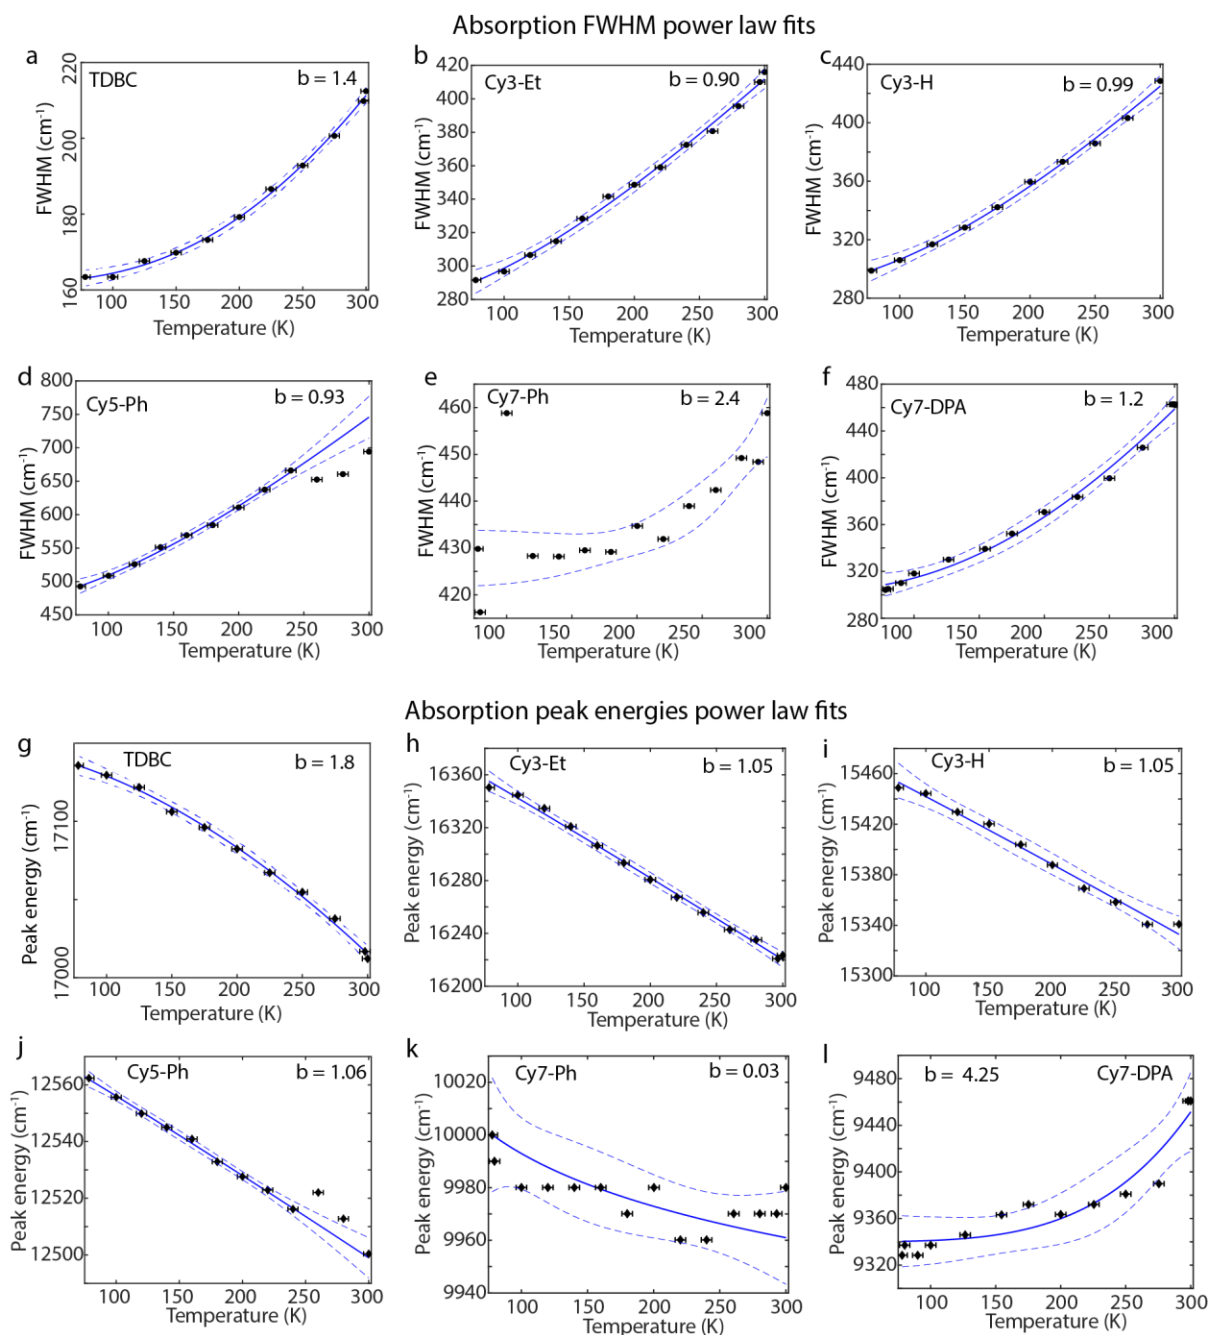 Absorption FWHM power law fits
a
TDBC
b = 1.4
FWHM (cm⁻¹)
220
200
180
160
100 150 200 250 300
Temperature (K)
b
Cy3-Et
b = 0.90
FWHM (cm⁻¹)
420
400
380
360
340
320
300
280
100 150 200 250 300
Temperature (K)
c
Cy3-H
b = 0.99
FWHM (cm⁻¹)
440
400
360
320
280
100 150 200 250 300
Temperature (K)
d
Cy5-Ph
b = 0.93
FWHM (cm⁻¹)
800
750
700
650
600
550
500
450
100 150 200 250 300
Temperature (K)
e
Cy7-Ph
b = 2.4
FWHM (cm⁻¹)
460
450
440
430
420
100 150 200 250 300
Temperature (K)
f
Cy7-DPA
b = 1.2
FWHM (cm⁻¹)
480
440
400
360
320
280
100 150 200 250 300
Temperature (K)
Absorption peak energies power law fits
g
TDBC
b = 1.8
Peak energy (cm⁻¹)
17100
17000
100 150 200 250 300
Temperature (K)
h
Cy3-Et
b = 1.05
Peak energy (cm⁻¹)
16360
16320
16280
16240
16200
100 150 200 250 300
Temperature (K)
i
Cy3-H
b = 1.05
Peak energy (cm⁻¹)
15460
15420
15380
15340
15300
100 150 200 250 300
Temperature (K)
j
Cy5-Ph
b = 1.06
Peak energy (cm⁻¹)
12560
12540
12520
12500
100 150 200 250 300
Temperature (K)
k
Cy7-Ph
b = 0.03
Peak energy (cm⁻¹)
10020
10000
9980
9960
9940
100 150 200 250 300
Temperature (K)
l
b = 4.25
Cy7-DPA
Peak energy (cm⁻¹)
9480
9440
9400
9360
9320
100 150 200 250 300
Temperature (K)